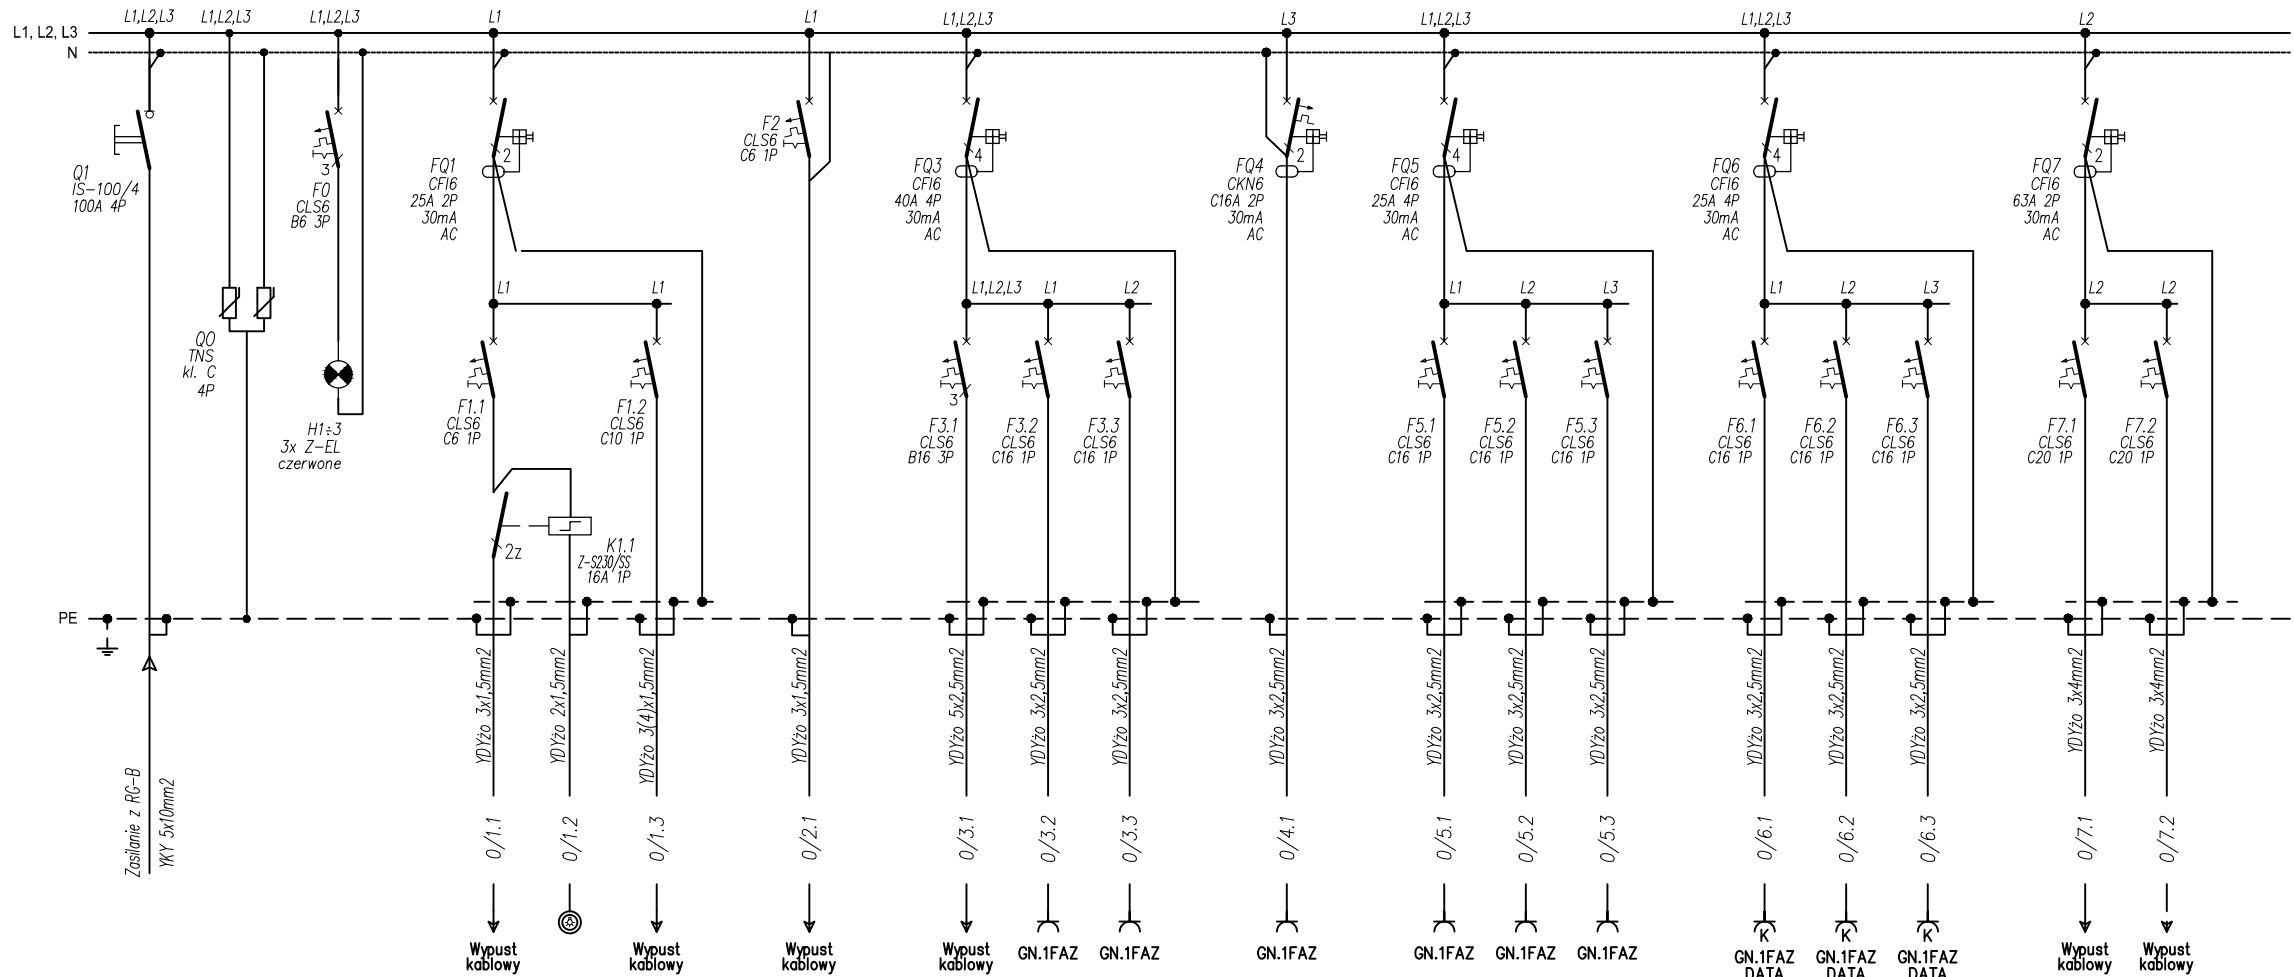 L1,L2,L3
L1,L2,L3
L1,L2,L3
L1
L1
L1,L2,L3
L3
L1,L2,L3
L1,L2,L3
L2
L1, L2, L3
N
Q1
IS-100/4
100A 4P
Q0
TNS
kl. C
4P
3
F0
CLS6
B6 3P
H1÷3
3x Z-EL
czerwone
2
FQ1
CFI6
25A 2P
30mA
AC
L1
L1
F1.1
CLS6
C6 1P
F1.2
CLS6
C10 1P
2z
K1.1
Z-S230/SS
16A 1P
F2
CLS6
C6 1P
4
FQ3
CFI6
40A 4P
30mA
AC
L1,L2,L3
L1
L2
3
F3.1
CLS6
B16 3P
F3.2
CLS6
C16 1P
F3.3
CLS6
C16 1P
2
FQ4
CKN6
C16A 2P
30mA
AC
4
FQ5
CFI6
25A 4P
30mA
AC
L1
L2
L3
F5.1
CLS6
C16 1P
F5.2
CLS6
C16 1P
F5.3
CLS6
C16 1P
4
FQ6
CFI6
25A 4P
30mA
AC
L1
L2
L3
F6.1
CLS6
C16 1P
F6.2
CLS6
C16 1P
F6.3
CLS6
C16 1P
2
FQ7
CFI6
63A 2P
30mA
AC
L2
L2
F7.1
CLS6
C20 1P
F7.2
CLS6
C20 1P
PE
Zasilanie z RG-B
YKY 5x10mm2
YDYżo 3x1,5mm2
YDYżo 2x1,5mm2
YDYżo 3(4)x1,5mm2
YDYżo 3x1,5mm2
YDYżo 5x2,5mm2
YDYżo 3x2,5mm2
YDYżo 3x2,5mm2
YDYżo 3x2,5mm2
YDYżo 3x2,5mm2
YDYżo 3x2,5mm2
YDYżo 3x2,5mm2
YDYżo 3x2,5mm2
YDYżo 3x2,5mm2
YDYżo 3x2,5mm2
YDYżo 3x4mm2
YDYżo 3x4mm2
0/1.1
0/1.2
0/1.3
0/2.1
0/3.1
0/3.2
0/3.3
0/4.1
0/5.1
0/5.2
0/5.3
0/6.1
0/6.2
0/6.3
0/7.1
0/7.2
Wypust
kablowy
Wypust
kablowy
Wypust
kablowy
Wypust
kablowy
GN.1FAZ
GN.1FAZ
GN.1FAZ
GN.1FAZ
GN.1FAZ
GN.1FAZ
K
GN.1FAZ
DATA
K
GN.1FAZ
DATA
K
GN.1FAZ
DATA
Wypust
kablowy
Wypust
kablowy